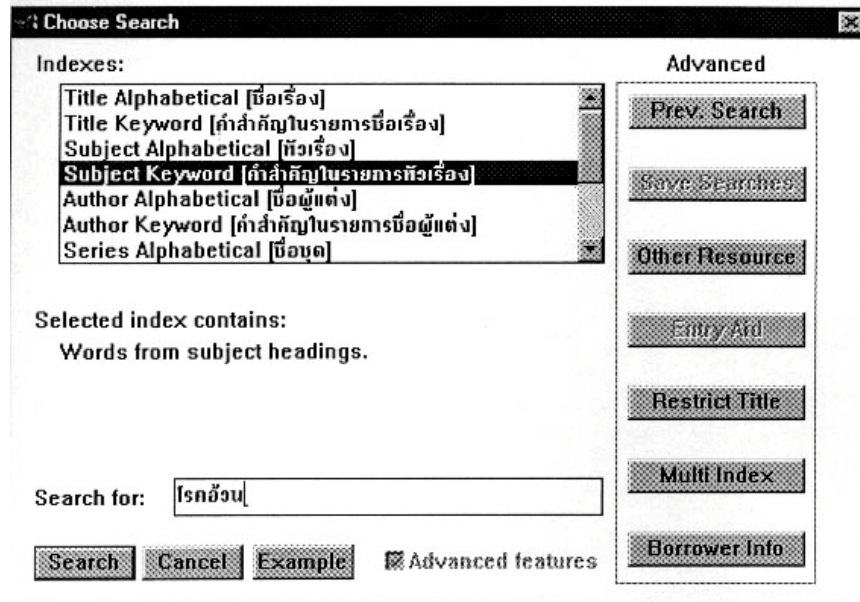 Choose Search
Indexes:
Title Alphabetical [ชื่อเรื่อง]
Title Keyword [คำสำคัญในรายการชื่อเรื่อง]
Subject Alphabetical [หัวเรื่อง]
Subject Keyword [คำสำคัญในรายการหัวเรื่อง]
Author Alphabetical [ชื่อผู้แต่ง]
Author Keyword [คำสำคัญในรายการชื่อผู้แต่ง]
Series Alphabetical [ชื่อชุด]
Selected index contains:
Words from subject headings.
Search for: โรคอ้วน
Search Cancel Example Advanced features
Advanced
Prev. Search
Save Searches
Other Resource
Entry Aid
Restrict Title
Multi Index
Borrower Info